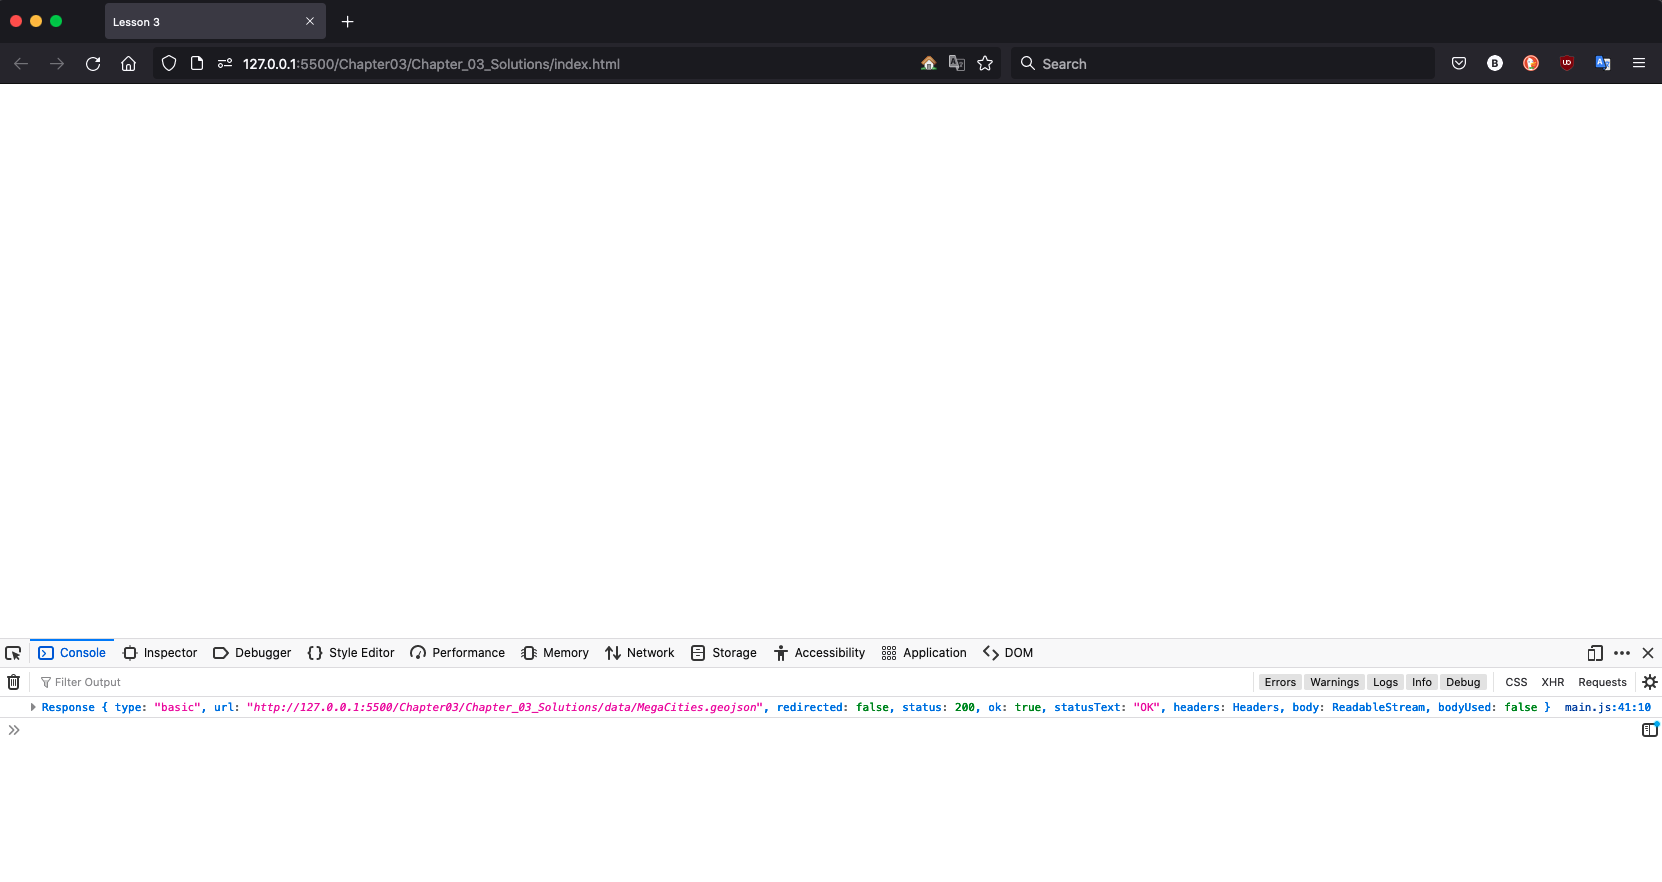 Lesson 3
127.0.0.1:5500/Chapter03/Chapter_03_Solutions/index.html
Search
Console Inspector Debugger Style Editor Performance Memory Network Storage Accessibility Application DOM
Filter Output Errors Warnings Logs Info Debug CSS XHR Requests
Response { type: "basic", url: "http://127.0.0.1:5500/Chapter03/Chapter_03_Solutions/data/MegaCities.geojson", redirected: false, status: 200, ok: true, statusText: "OK", headers: Headers, body: ReadableStream, bodyUsed: false } main.js:41:10